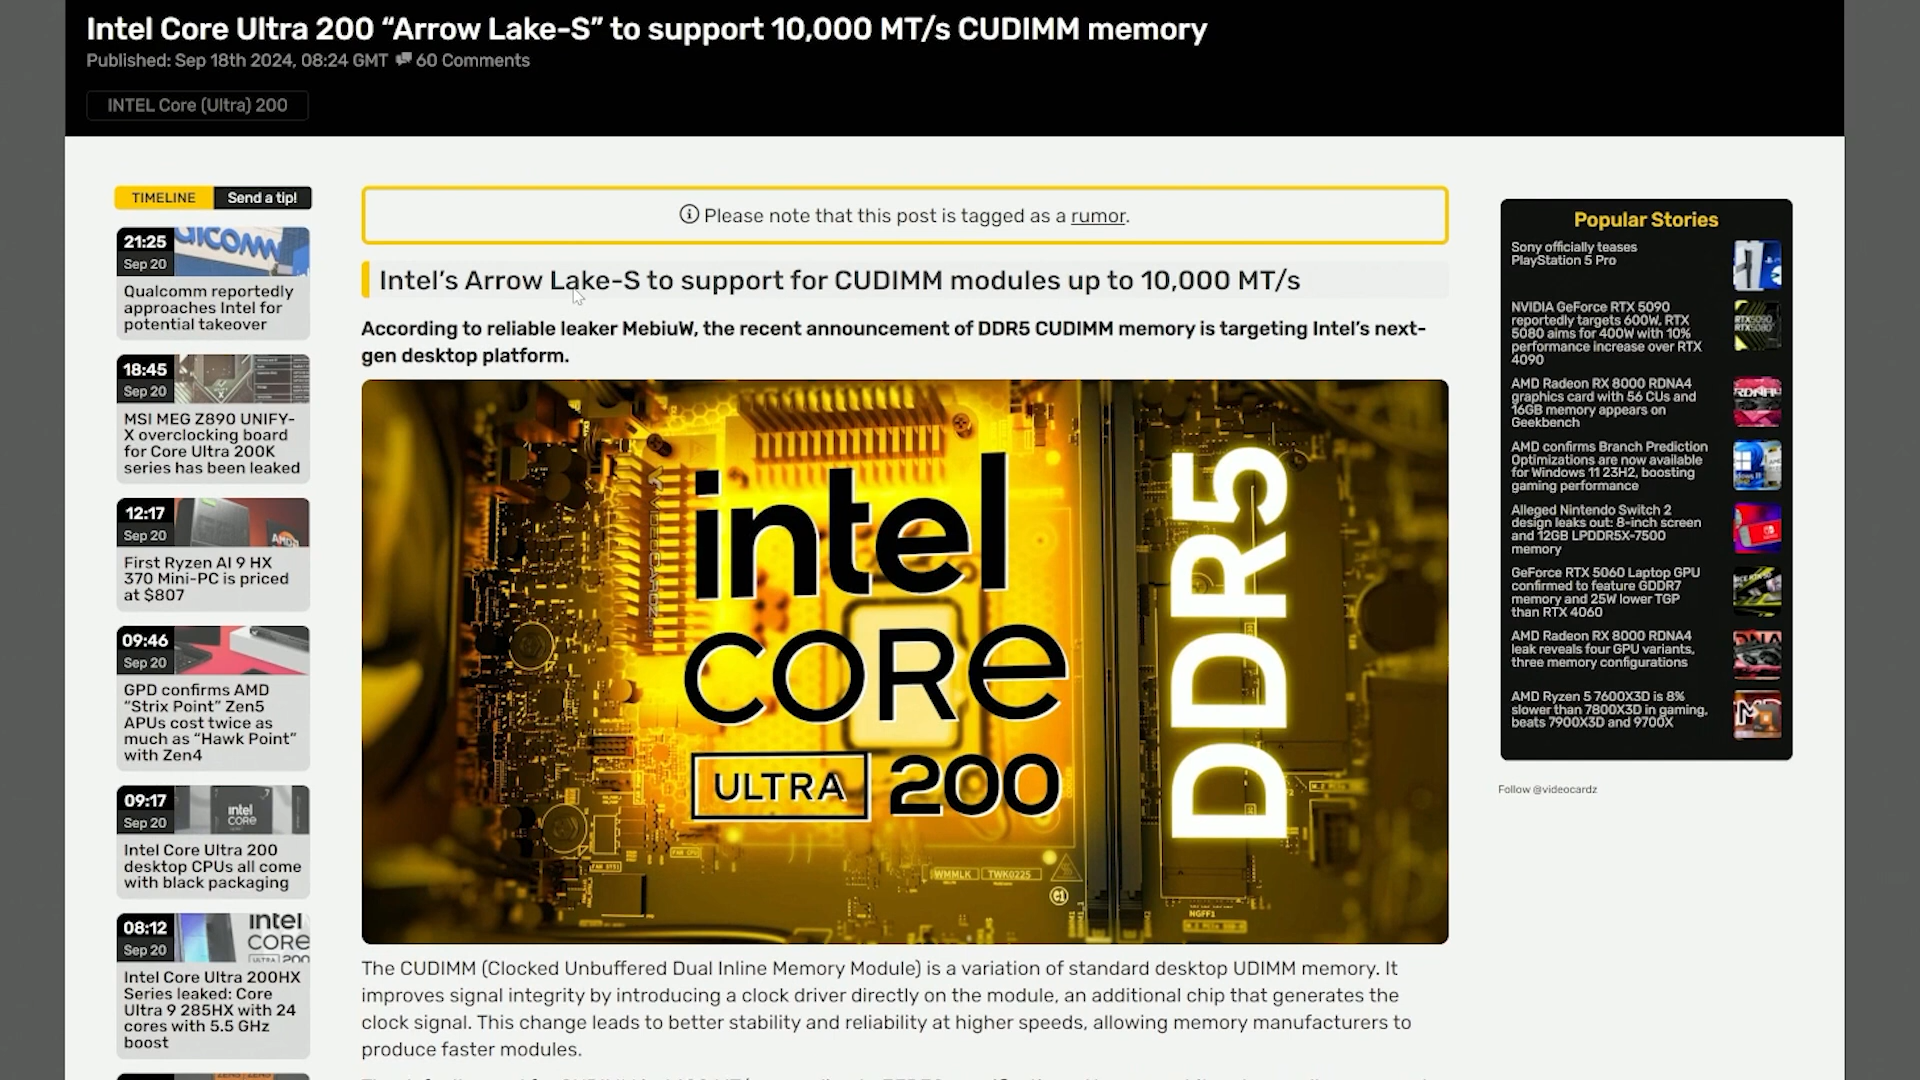 Intel Core Ultra 200 “Arrow Lake-S” to support 10,000 MT/s CUDIMM memory
Published: Sep 18th 2024, 08:24 GMT 60 Comments
INTEL Core (Ultra) 200
TIMELINE Send a tip!
21:25
Sep 20
Qualcomm reportedly
approaches Intel for
potential takeover
18:45
Sep 20
MSI MEG Z890 UNIFY-
X overclocking board
for Core Ultra 200K
series has been leaked
12:17
Sep 20
AMD
First Ryzen AI 9 HX
370 Mini-PC is priced
at $807
09:46
Sep 20
GPD confirms AMD
“Strix Point” Zen5
APUs cost twice as
much as “Hawk Point”
with Zen4
09:17
Sep 20
intel
CORE
Intel Core Ultra 200
desktop CPUs all come
with black packaging
08:12
Sep 20
intel
CORE
ULTRA 200
Intel Core Ultra 200HX
Series leaked: Core
Ultra 9 285HX with 24
cores with 5.5 GHz
boost
Please note that this post is tagged as a rumor.
Intel’s Arrow Lake-S to support for CUDIMM modules up to 10,000 MT/s
According to reliable leaker MebiuW, the recent announcement of DDR5 CUDIMM memory is targeting Intel’s next-
gen desktop platform.
intel
CORE
ULTRA 200
DDR5
WMMLK TWK0225
NGFF1
The CUDIMM (Clocked Unbuffered Dual Inline Memory Module) is a variation of standard desktop UDIMM memory. It
improves signal integrity by introducing a clock driver directly on the module, an additional chip that generates the
clock signal. This change leads to better stability and reliability at higher speeds, allowing memory manufacturers to
produce faster modules.
Popular Stories
Sony officially teases
PlayStation 5 Pro
NVIDIA GeForce RTX 5090
reportedly targets 600W, RTX
5080 aims for 400W with 10%
performance increase over RTX
4090
RTX5090
RTX5080
AMD Radeon RX 8000 RDNA4
graphics card with 56 CUs and
16GB memory appears on
Geekbench
AMD confirms Branch Prediction
Optimizations are now available
for Windows 11 23H2, boosting
gaming performance
Alleged Nintendo Switch 2
design leaks out: 8-inch screen
and 12GB LPDDR5X-7500
memory
GeForce RTX 5060 Laptop GPU
confirmed to feature GDDR7
memory and 25W lower TGP
than RTX 4060
AMD Radeon RX 8000 RDNA4
leak reveals four GPU variants,
three memory configurations
AMD Ryzen 5 7600X3D is 8%
slower than 7800X3D in gaming,
beats 7900X3D and 9700X
Follow @videocardz